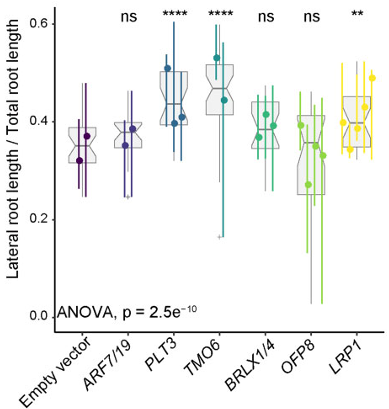 ns **** **** ns ns **
Lateral root length / Total root length
0.6
0.4
0.2
0.0
ANOVA, p = 2.5e⁻¹⁰
Empty vector
ARF7/19
PLT3
TMO6
BRLX1/4
OFP8
LRP1